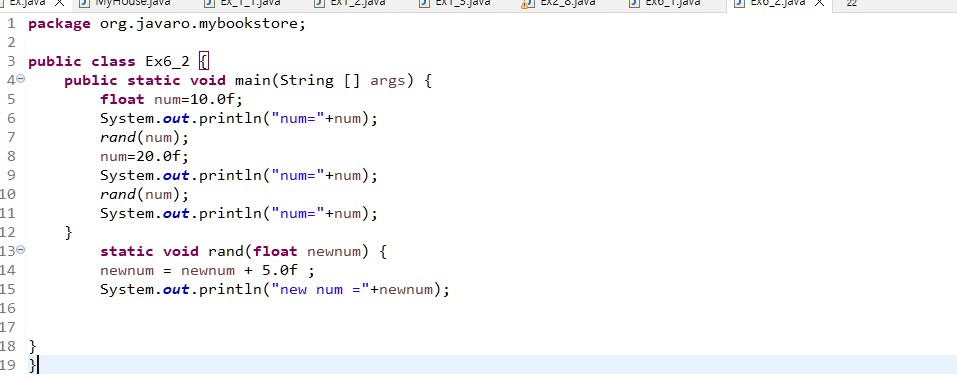 Ex.java X MyHouse.java Ex_1_1.java Ex1_2.java Ex1_3.java Ex2_8.java Ex6_1.java Ex6_2.java X 22
1 package org.javaro.mybookstore;
2
3 public class Ex6_2 {
4 public static void main(String [] args) {
5 float num=10.0f;
6 System.out.println("num="+num);
7 rand(num);
8 num=20.0f;
9 System.out.println("num="+num);
10 rand(num);
11 System.out.println("num="+num);
12 }
13 static void rand(float newnum) {
14 newnum = newnum + 5.0f ;
15 System.out.println("new num ="+newnum);
16
17
18 }
19 }